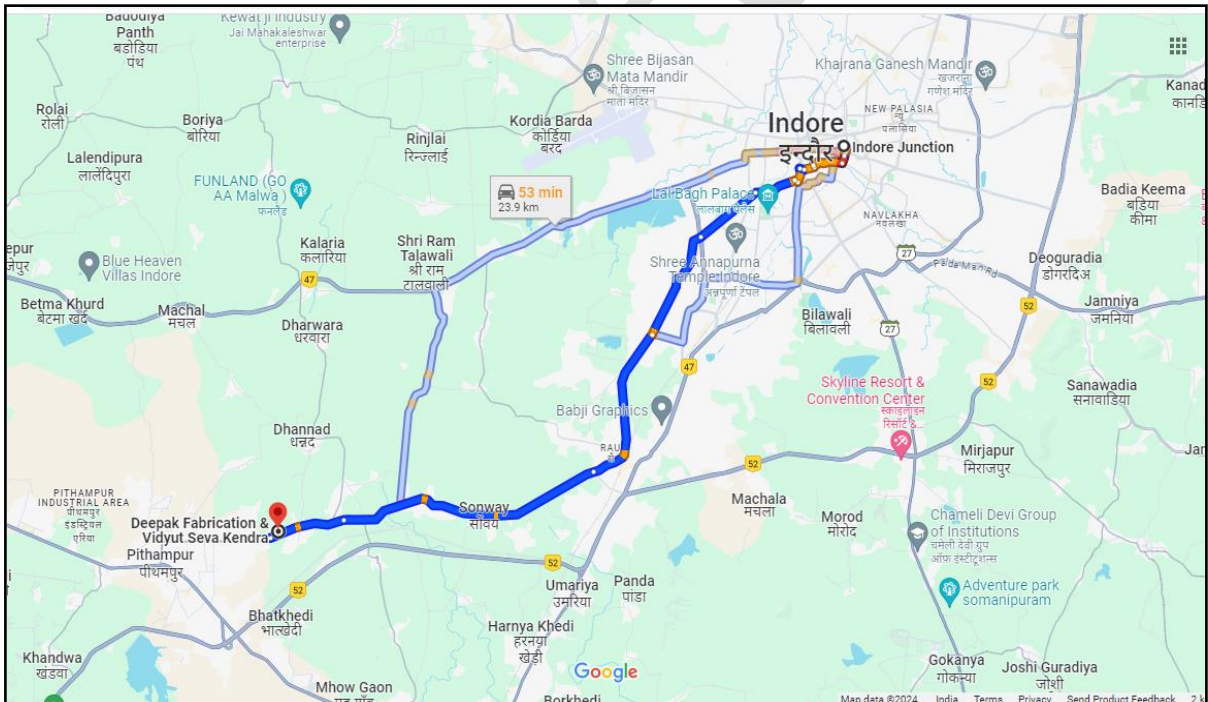 Badodiya
Panth
बडोडिया
पंथ
Kewat ji Industry
Jai Mahakaleshwar
enterprise
Shree Bijasan
Mata Mandir
श्री बिजासन
माता मंदिर
Khajrana Ganesh Mandir
खजराना
गणेश मंदिर
Kanad
कानडि
Rolai
रोली
Boriya
बोरिया
Rinjlai
रिन्जलाई
Kordia Barda
कोर्डिया
बरद
NEW PALASIA
न्यू
पलासिया
Indore
इन्दौर
Indore Junction
Lalendipura
लालेंदिपुरा
FUNLAND (GO
AA Malwa )
फनलैंड
53 min
23.9 km
Lal Bagh Palace
लालबाग पैलेस
Badia Keema
बडिया
कीमा
NAVLAKHA
नवलखा
epur
जेपुर
Blue Heaven
Villas Indore
Kalaria
कलारिया
Shri Ram
Talawali
श्री राम
टालवाली
Shree Annapurna
Temple Indore
अन्नपूर्णा टेंपल
27
Palda Main Rd
Deoguradia
डोगरदिअ
47
Betma Khurd
बेटमा खुर्द
Machal
मचल
Dharwara
धरवारा
Bilawali
बिलावली
27
52
Jamniya
जमनिया
47
Skyline Resort &
Convention Center
स्काइलाइन
रिसॉर्ट &...
52
Sanawadia
सनावाडिया
Babji Graphics
Dhannad
धन्नद
RAU
52
Mirjapur
मिराजपुर
Jar
PITHAMPUR
INDUSTRIAL AREA
पीथमपुर
इंडस्ट्रियल
एरिया
Deepak Fabrication &
Vidyut Seva Kendra
Sonway
सोवय
Machala
मचला
Morod
मोरोद
Chameli Devi Group
of Institutions
चमेली देवी ग्रुप
ऑफ़ इंस्टीटूशन्स
Pithampur
पीथमपुर
52
52
Umariya
उमरिया
Panda
पांडा
Adventure park
somanipuram
Bhatkhedi
भाटखेदी
Harnya Khedi
हरनया
खेड़ी
Khandwa
खंडवा
Google
Gokanya
गोकन्या
Joshi Guradiya
जोशी
Mhow Gaon
Borkhedi
Map data ©2024 India Terms Privacy Send Product Feedback 2 k